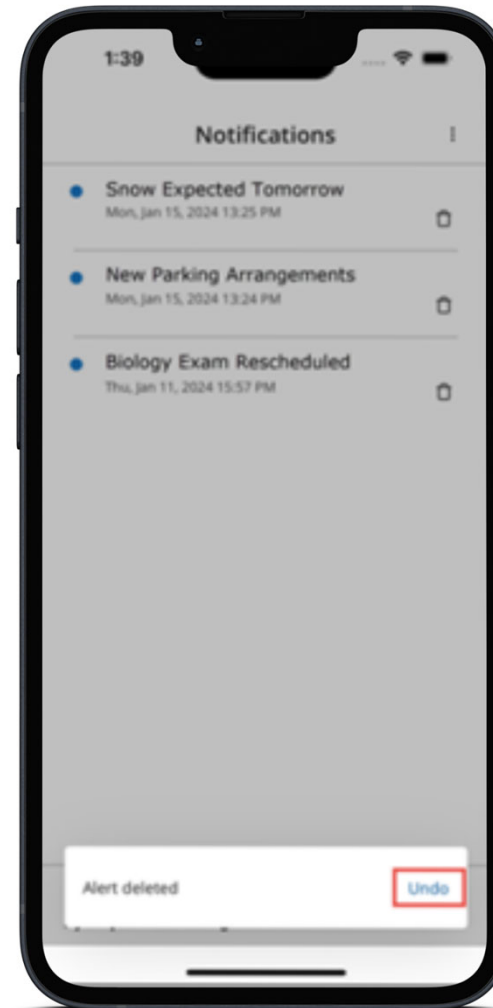 1:39
Notifications
Snow Expected Tomorrow
Mon, Jan 15, 2024 13:25 PM
New Parking Arrangements
Mon, Jan 15, 2024 13:24 PM
Biology Exam Rescheduled
Thu, Jan 11, 2024 15:57 PM
Alert deleted
Undo